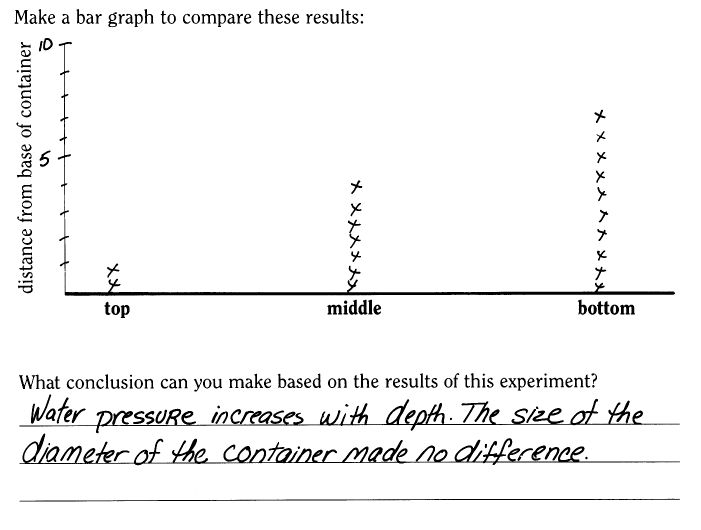 Make a bar graph to compare these results:
distance from base of container
10
5
top middle bottom
What conclusion can you make based on the results of this experiment?
Water pressure increases with depth. The size of the
diameter of the container made no difference.